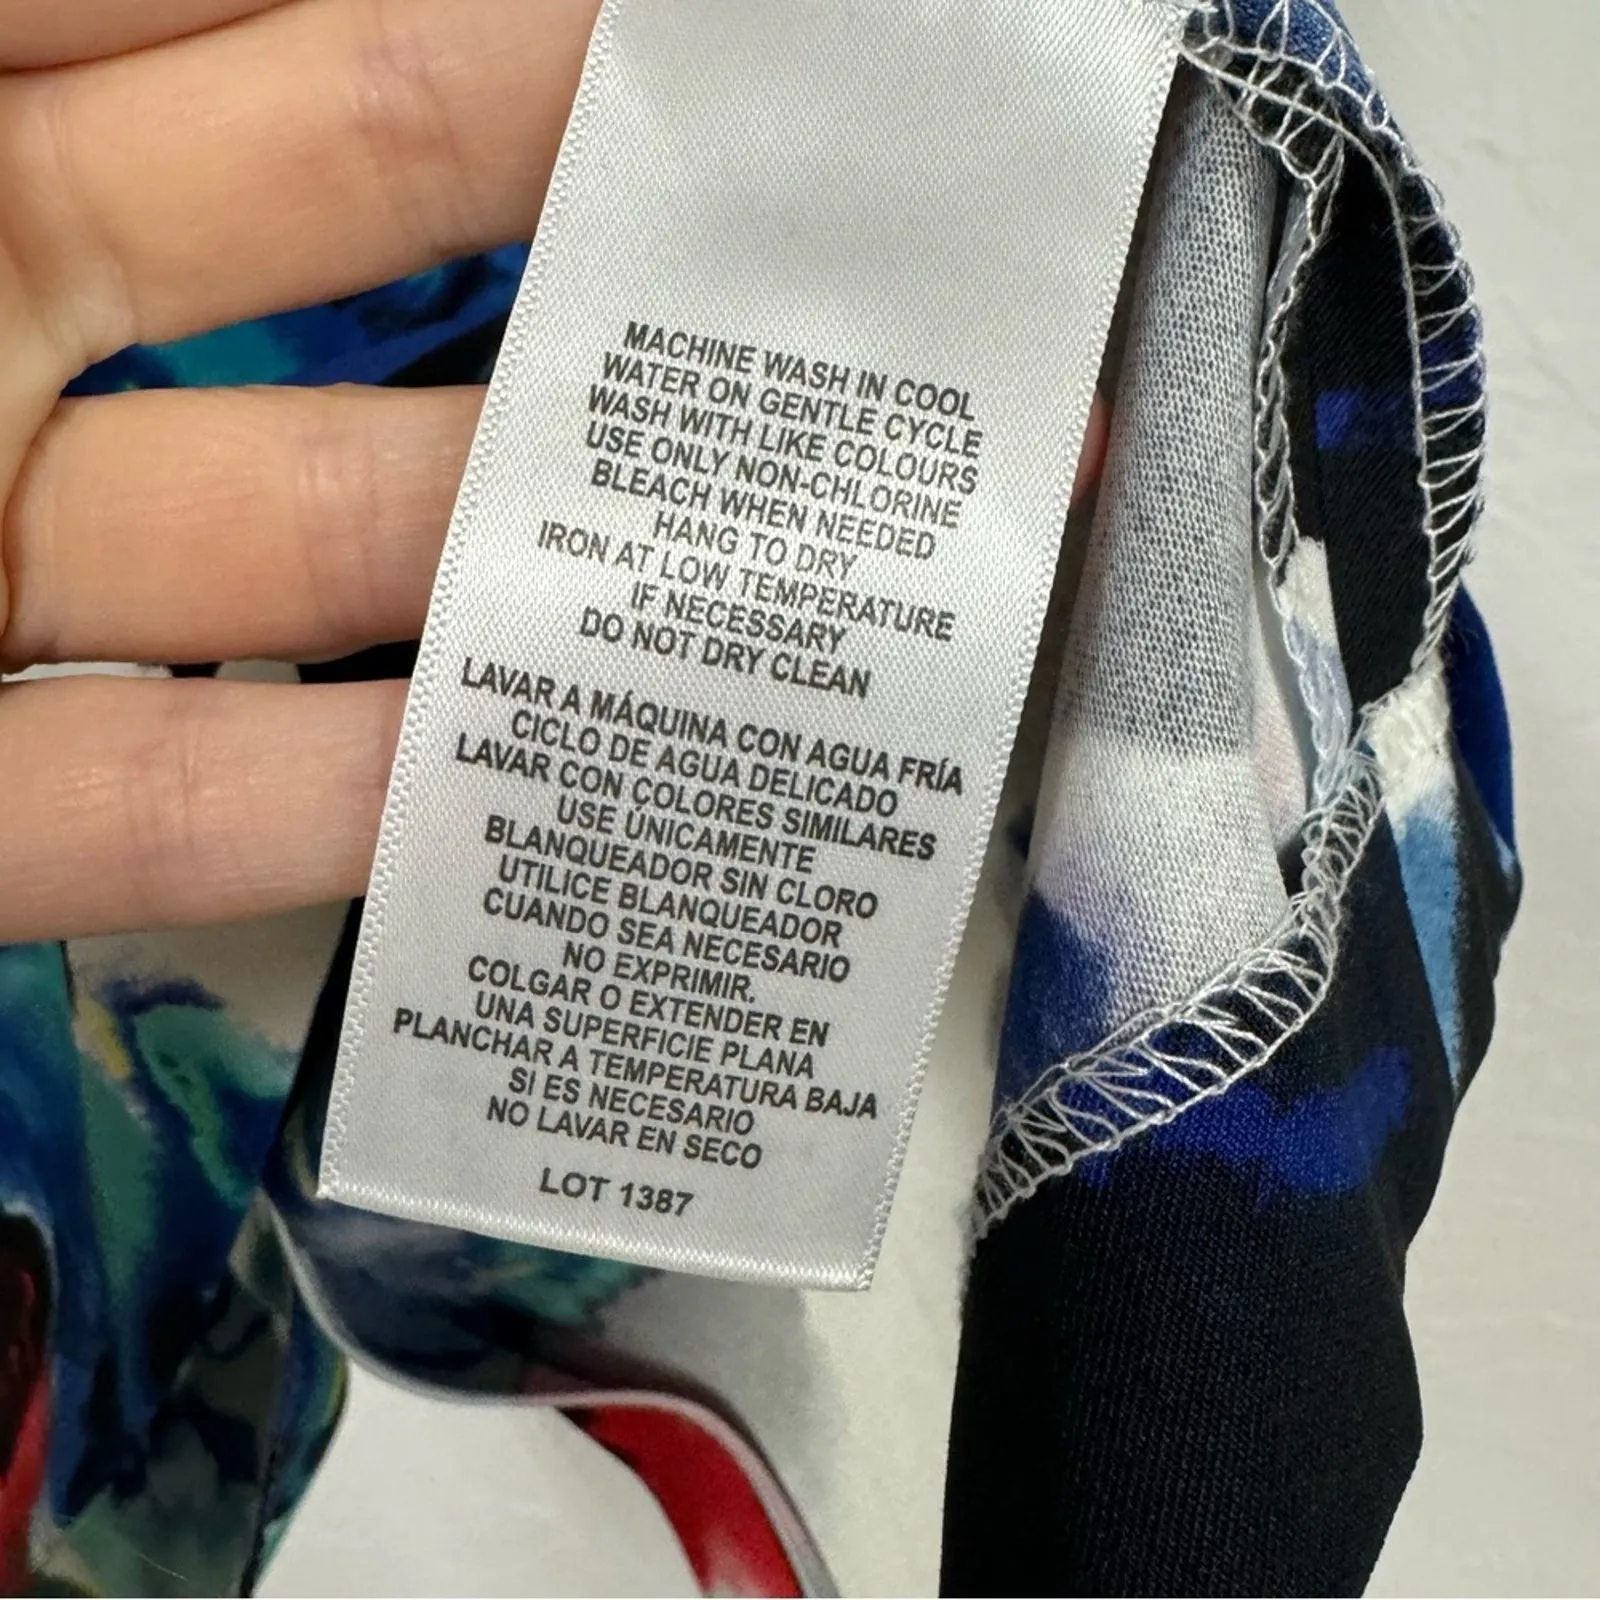 MACHINE WASH IN COOL
WATER ON GENTLE CYCLE
WASH WITH LIKE COLOURS
USE ONLY NON-CHLORINE
BLEACH WHEN NEEDED
HANG TO DRY
IRON AT LOW TEMPERATURE
IF NECESSARY
DO NOT DRY CLEAN
LAVAR A MÁQUINA CON AGUA FRÍA
CICLO DE AGUA DELICADO
LAVAR CON COLORES SIMILARES
USE ÚNICAMENTE
BLANQUEADOR SIN CLORO
UTILICE BLANQUEADOR
CUANDO SEA NECESARIO
NO EXPRIMIR.
COLGAR O EXTENDER EN
UNA SUPERFICIE PLANA
PLANCHAR A TEMPERATURA BAJA
SI ES NECESARIO
NO LAVAR EN SECO
LOT 1387